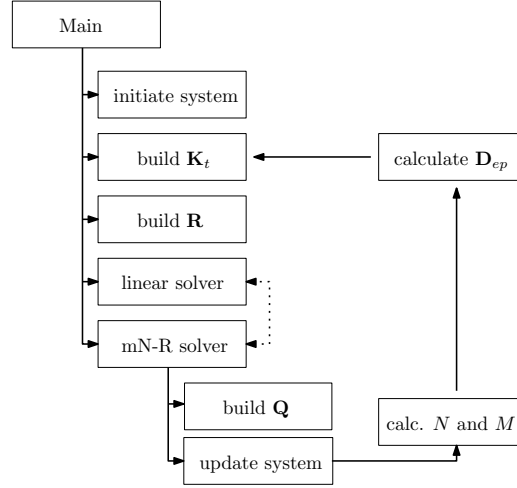 Main
initiate system
build K_t
calculate D_ep
build R
linear solver
mN-R solver
build Q
calc. N and M
update system